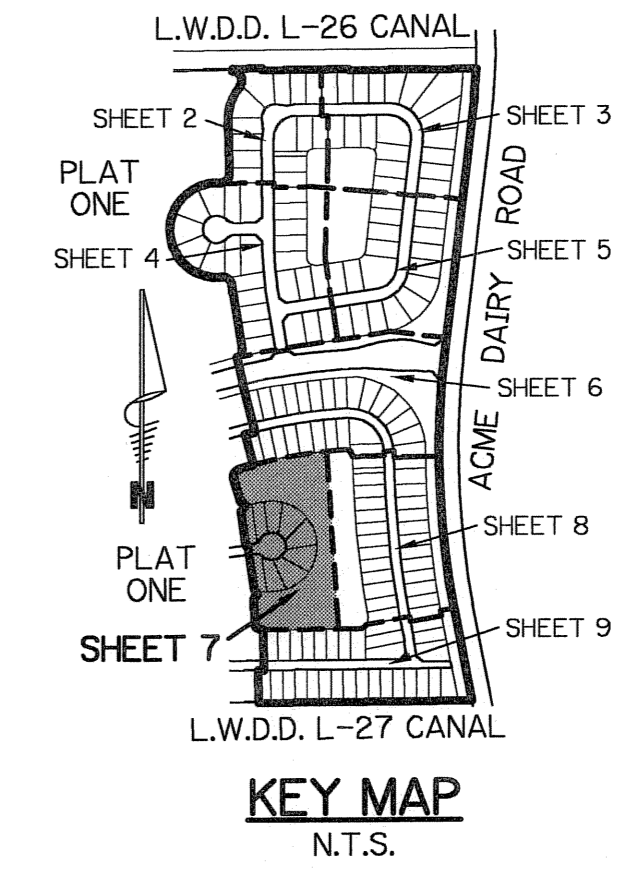 L.W.D.D. L-26 CANAL
SHEET 2
SHEET 3
PLAT
ONE
SHEET 4
SHEET 5
ACME DAIRY ROAD
SHEET 6
N
SHEET 8
PLAT
ONE
SHEET 7
SHEET 9
L.W.D.D. L-27 CANAL
KEY MAP
N.T.S.